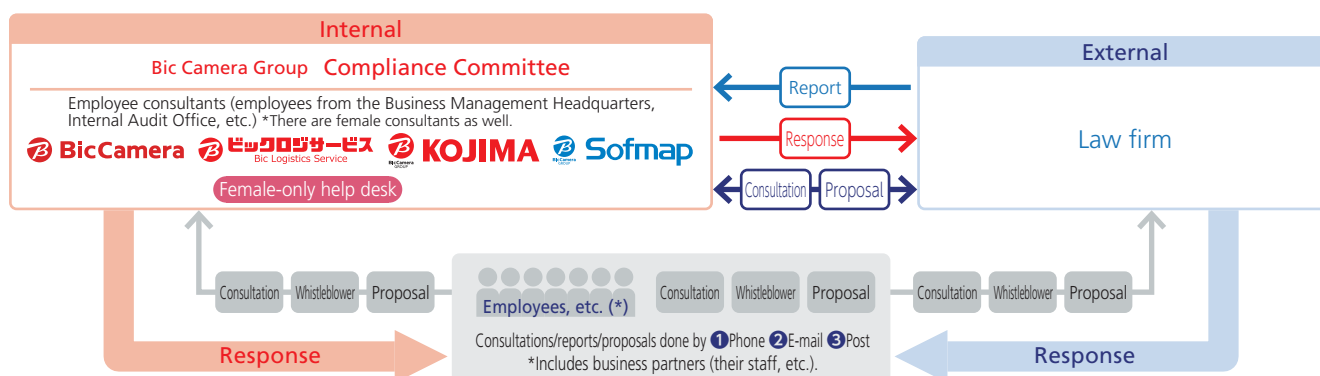 Internal
Bic Camera Group Compliance Committee
Employee consultants (employees from the Business Management Headquarters,
Internal Audit Office, etc.) *There are female consultants as well.
BicCamera
ビックロジサービス
Bic Logistics Service
BicCamera
GROUP
KOJIMA
BicCamera
GROUP
Sofmap
Female-only help desk
Report
Response
Consultation
Proposal
External
Law firm
Consultation
Whistleblower
Proposal
Employees, etc. (*)
Consultation
Whistleblower
Proposal
Consultations/reports/proposals done by ❶Phone ❷E-mail ❸Post
*Includes business partners (their staff, etc.).
Consultation
Whistleblower
Proposal
Response
Response